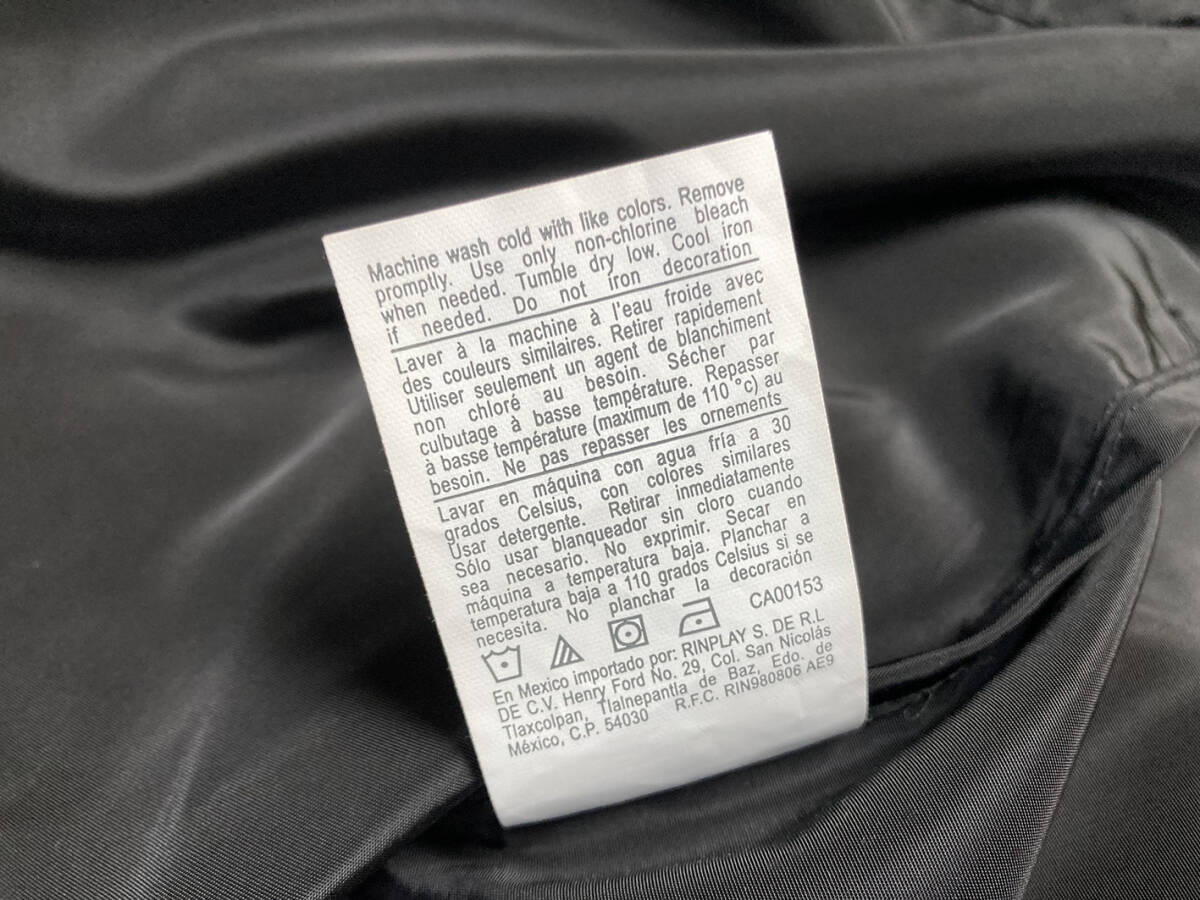 Machine wash cold with like colors. Remove
promptly. Use only non-chlorine bleach
when needed. Tumble dry low. Cool iron
if needed. Do not iron decoration
Laver à la machine à l'eau froide avec
des couleurs similaires. Retirer rapidement
Utiliser seulement un agent de blanchiment
non chloré au besoin. Sécher par
culbutage à basse température. Repasser
à basse température (maximum de 110 °c) au
besoin. Ne pas repasser les ornements
Lavar en máquina con agua fría a 30
grados Celsius, con colores similares
Usar detergente. Retirar inmediatamente
Sólo usar blanqueador sin cloro cuando
sea necesario. No exprimir. Secar en
máquina a temperatura baja. Planchar a
temperatura baja a 110 grados Celsius si se
necesita. No planchar la decoración
CA00153
En Mexico importado por: RINPLAY S. DE R.L
DE C.V. Henry Ford No. 29, Col. San Nicolás
Tlaxcolpan, Tlalnepantla de Baz, Edo. de
México, C.P. 54030 R.F.C. RIN980806 AE9